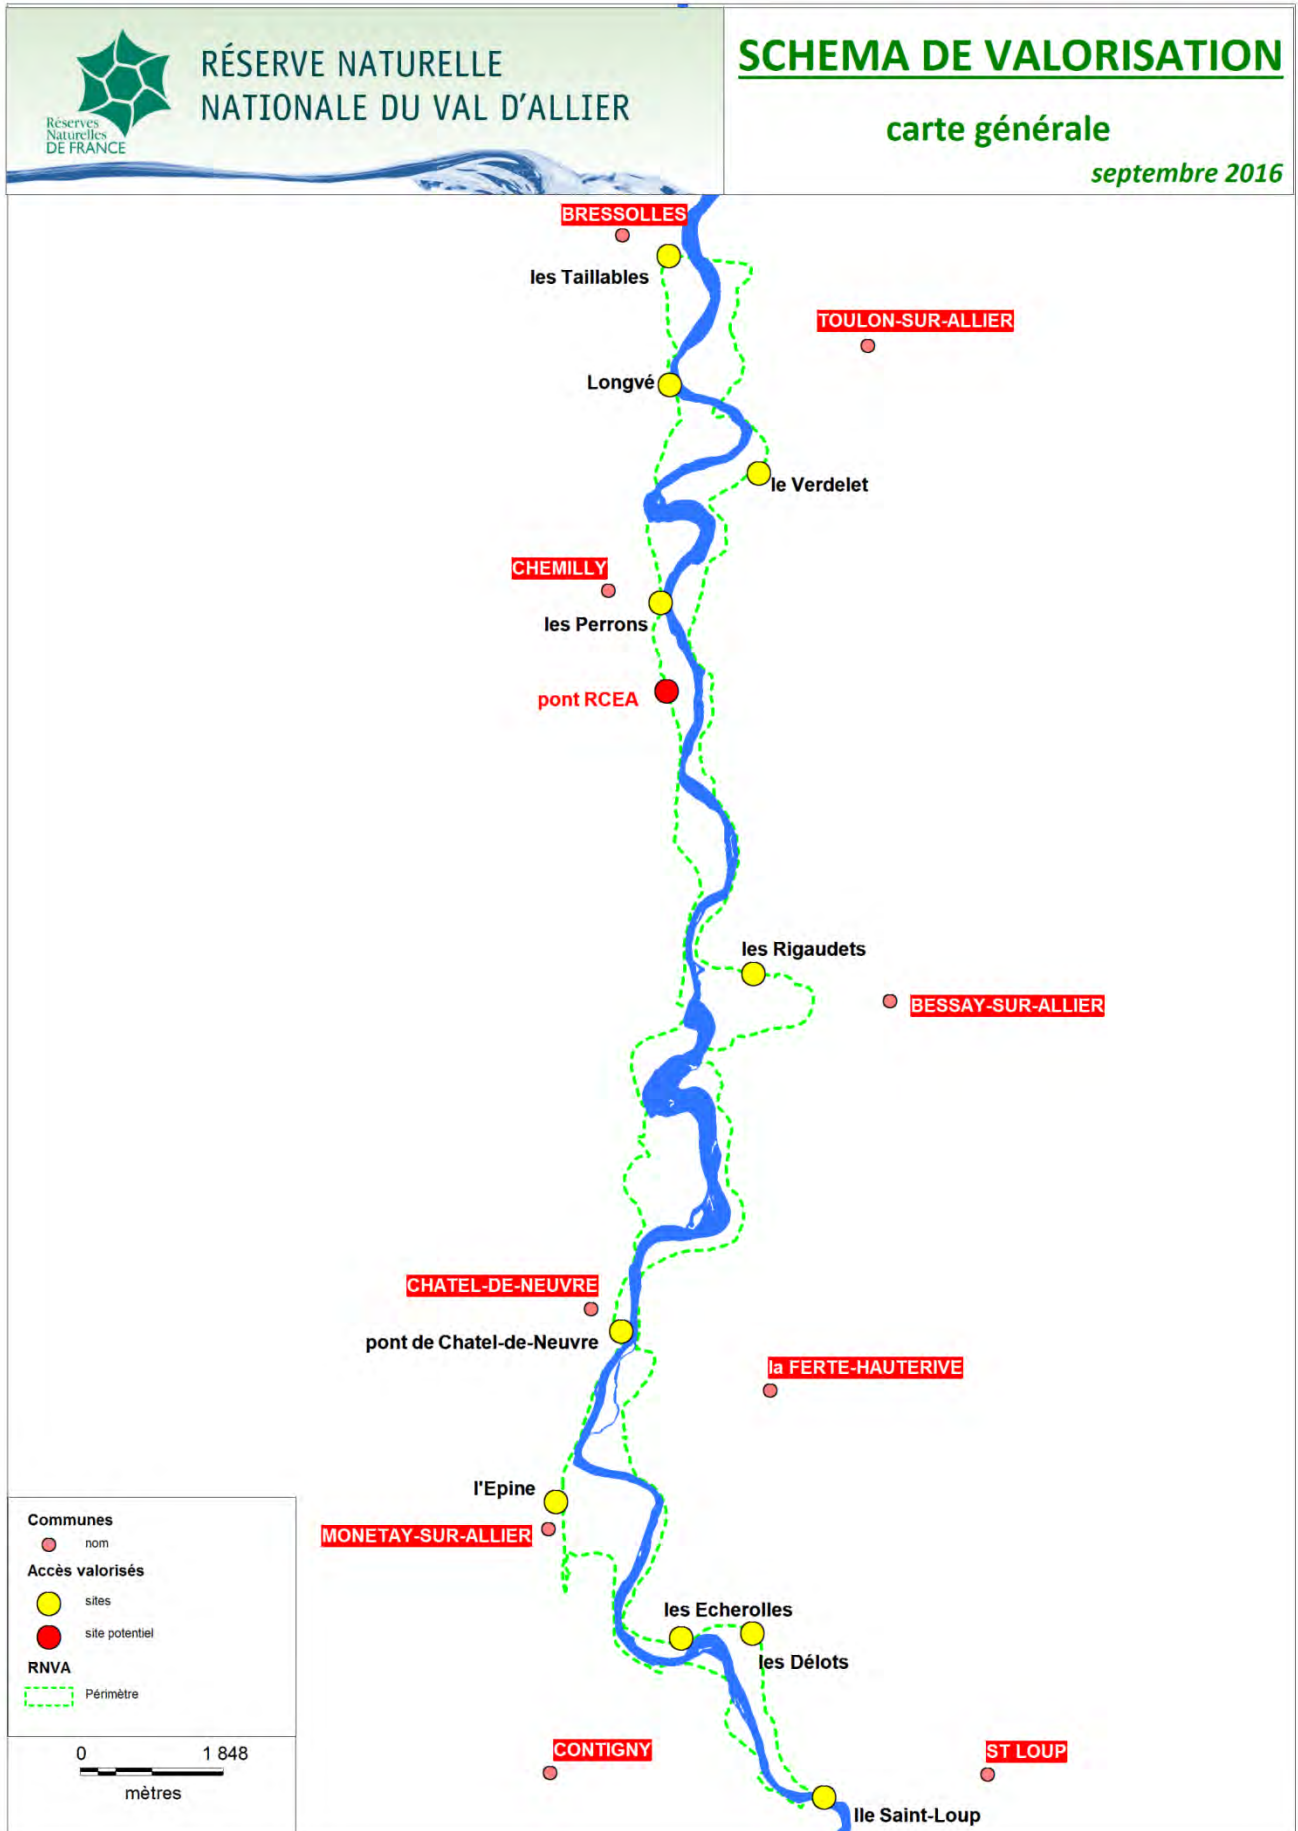 RÉSERVE NATURELLE
NATIONALE DU VAL D'ALLIER
Réserves
Naturelles
DE FRANCE
SCHEMA DE VALORISATION
carte générale
septembre 2016
BRESSOLLES
les Taillables
TOULON-SUR-ALLIER
Longvé
le Verdelet
CHEMILLY
les Perrons
pont RCEA
les Rigaudets
BESSAY-SUR-ALLIER
CHATEL-DE-NEUVRE
pont de Chatel-de-Neuvre
la FERTE-HAUTERIVE
l'Epine
MONETAY-SUR-ALLIER
les Echerolles
les Délots
CONTIGNY
ST LOUP
Ile Saint-Loup
Communes
nom
Accès valorisés
sites
site potentiel
RNVA
Périmètre
0 1 848
mètres